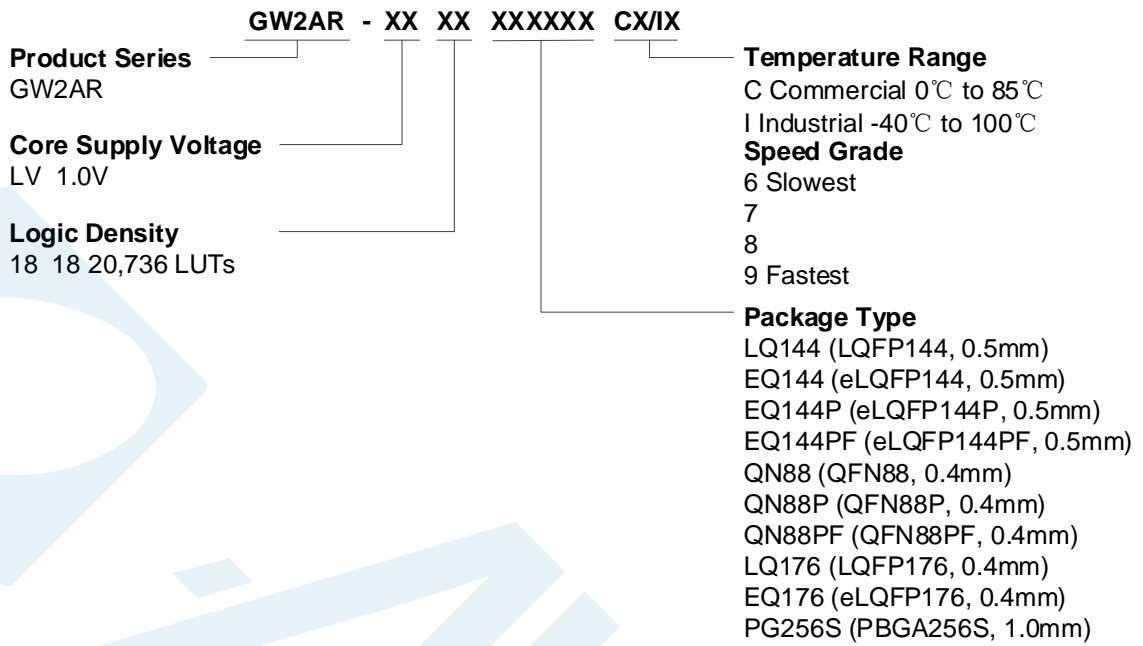 GW2AR - XX XX XXXXXX CX/IX
Product Series
GW2AR
Core Supply Voltage
LV 1.0V
Logic Density
18 18 20,736 LUTs
Temperature Range
C Commercial 0℃ to 85℃
I Industrial -40℃ to 100℃
Speed Grade
6 Slowest
7
8
9 Fastest
Package Type
LQ144 (LQFP144, 0.5mm)
EQ144 (eLQFP144, 0.5mm)
EQ144P (eLQFP144P, 0.5mm)
EQ144PF (eLQFP144PF, 0.5mm)
QN88 (QFN88, 0.4mm)
QN88P (QFN88P, 0.4mm)
QN88PF (QFN88PF, 0.4mm)
LQ176 (LQFP176, 0.4mm)
EQ176 (eLQFP176, 0.4mm)
PG256S (PBGA256S, 1.0mm)